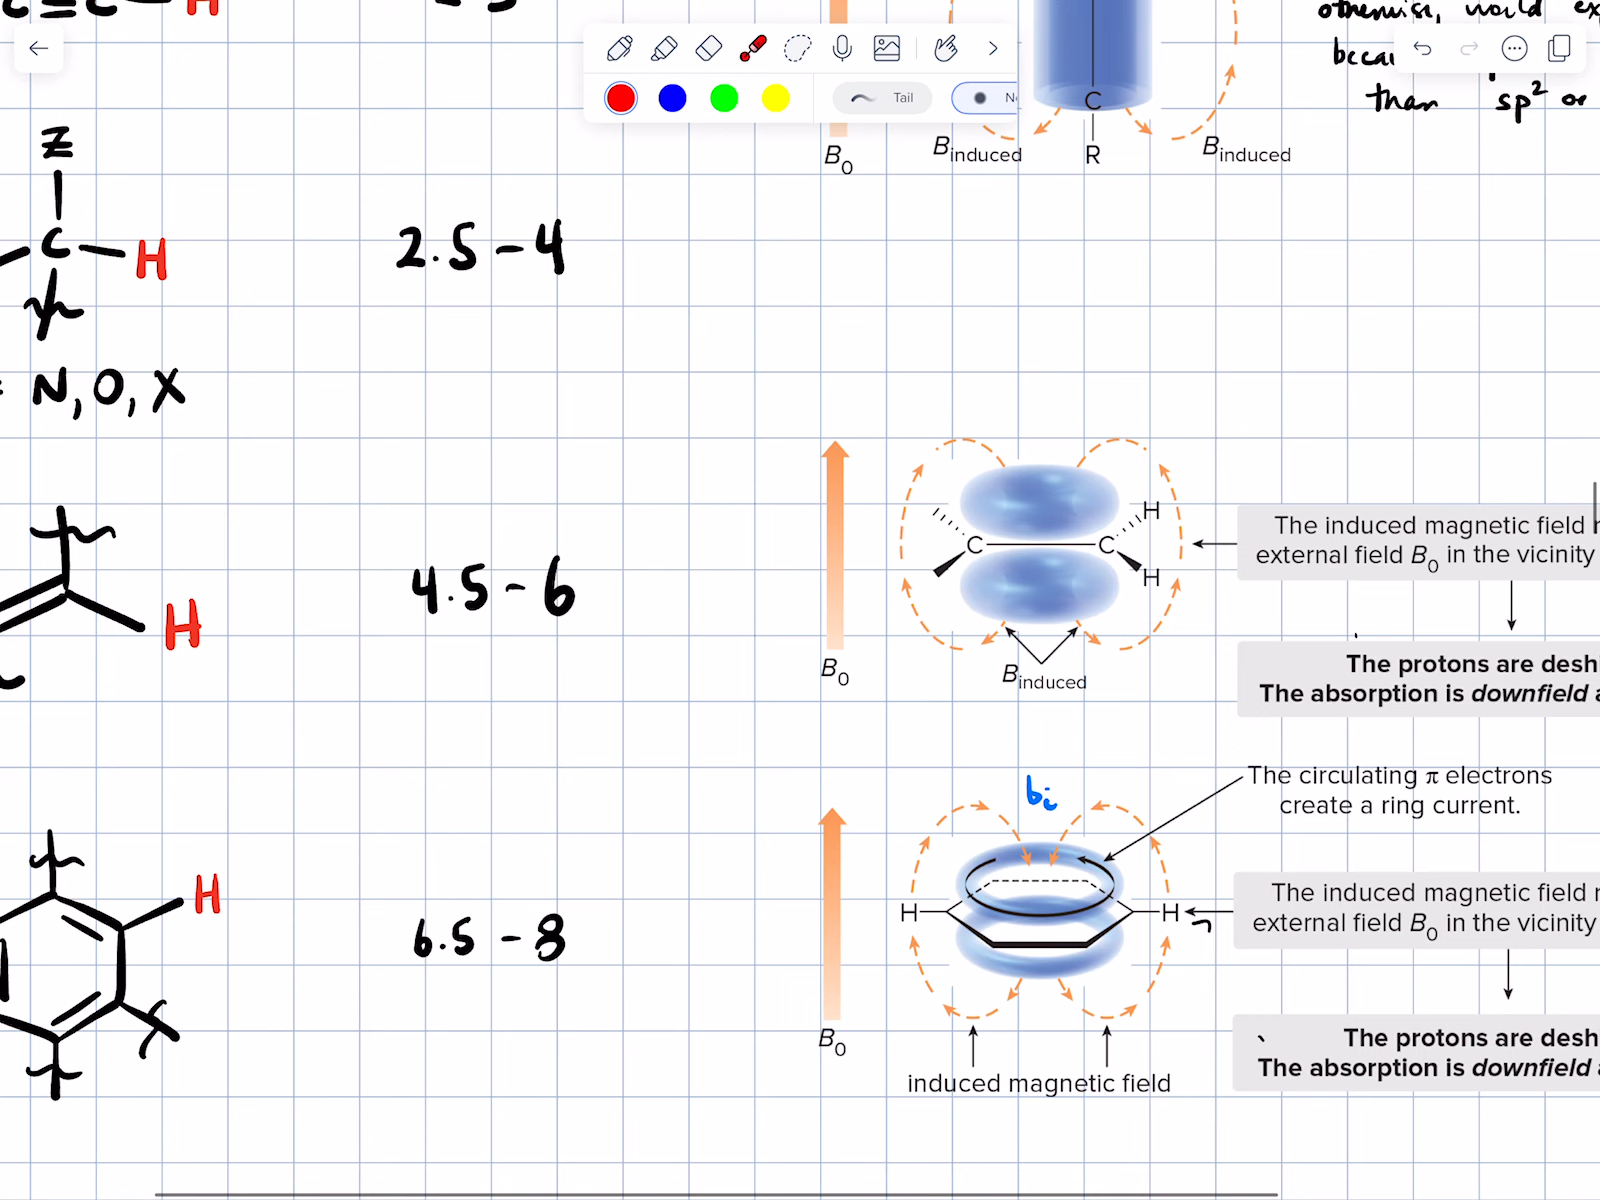 C≡C-H
Z
C-H
N, O, X
H
H
2.5-4
4.5-6
6.5-8
Tail
B0
Binduced
C
R
Binduced
otherwise, would
than sp² or
B0
C
C
H
H
Binduced
The induced magnetic field
external field B0 in the vicinity
The protons are
The absorption is downfield
bi
The circulating π electrons
create a ring current.
H
H
B0
induced magnetic field
The induced magnetic field
external field B0 in the vicinity
The protons are
The absorption is downfield